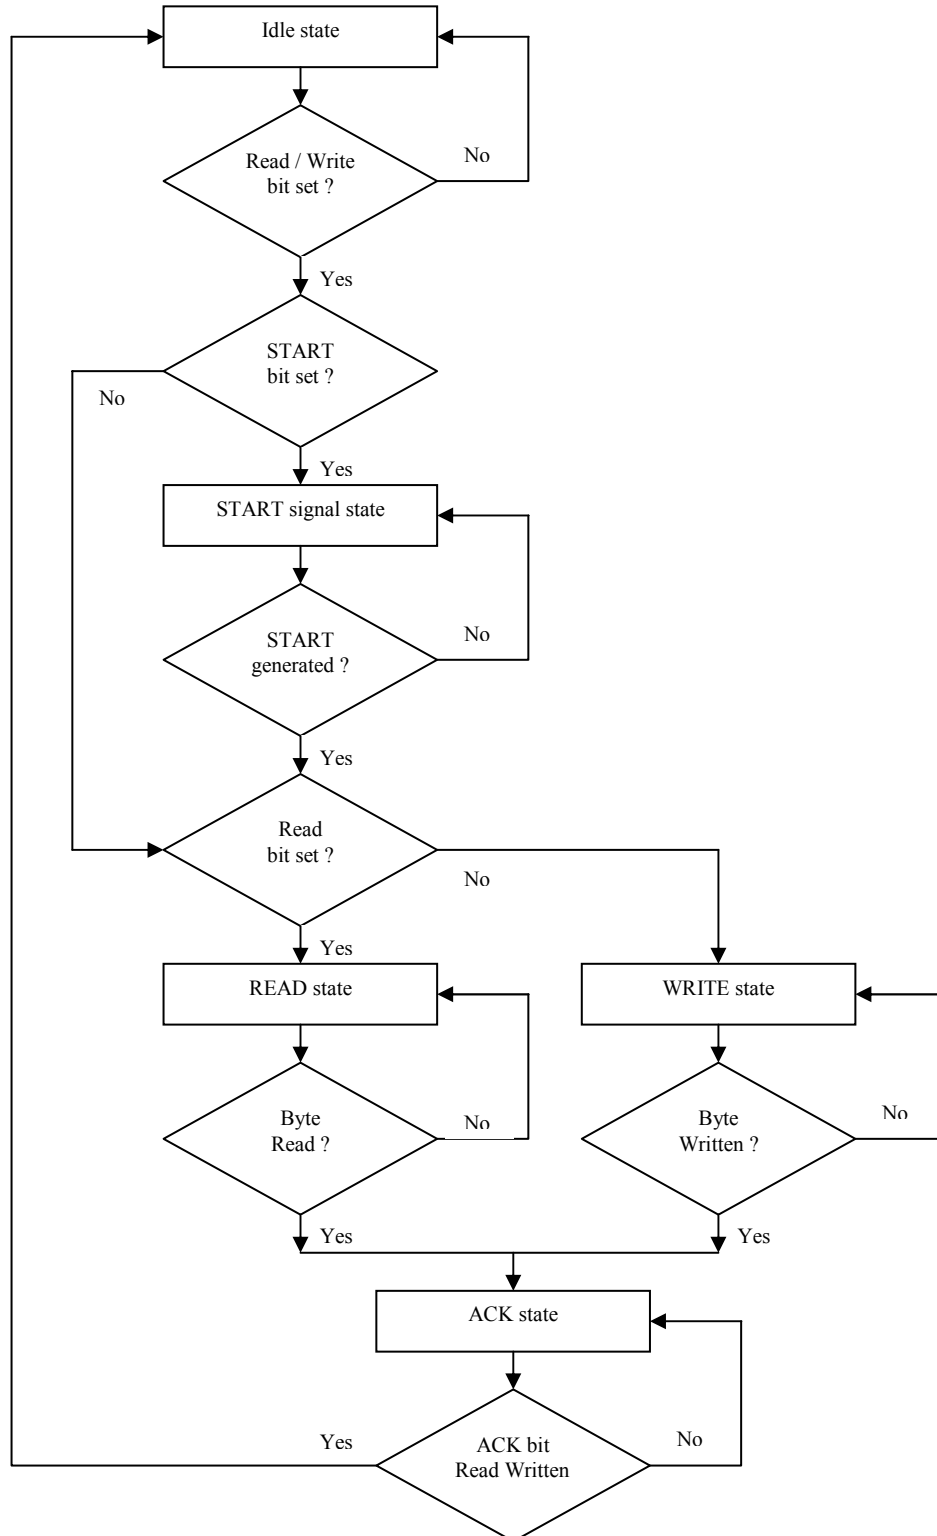 Idle state
Read / Write
bit set ?
No
Yes
START
bit set ?
No
Yes
START signal state
START
generated ?
No
Yes
Read
bit set ?
No
Yes
READ state
WRITE state
Byte
Read ?
No
Byte
Written ?
No
Yes
Yes
ACK state
ACK bit
Read Written
Yes
No